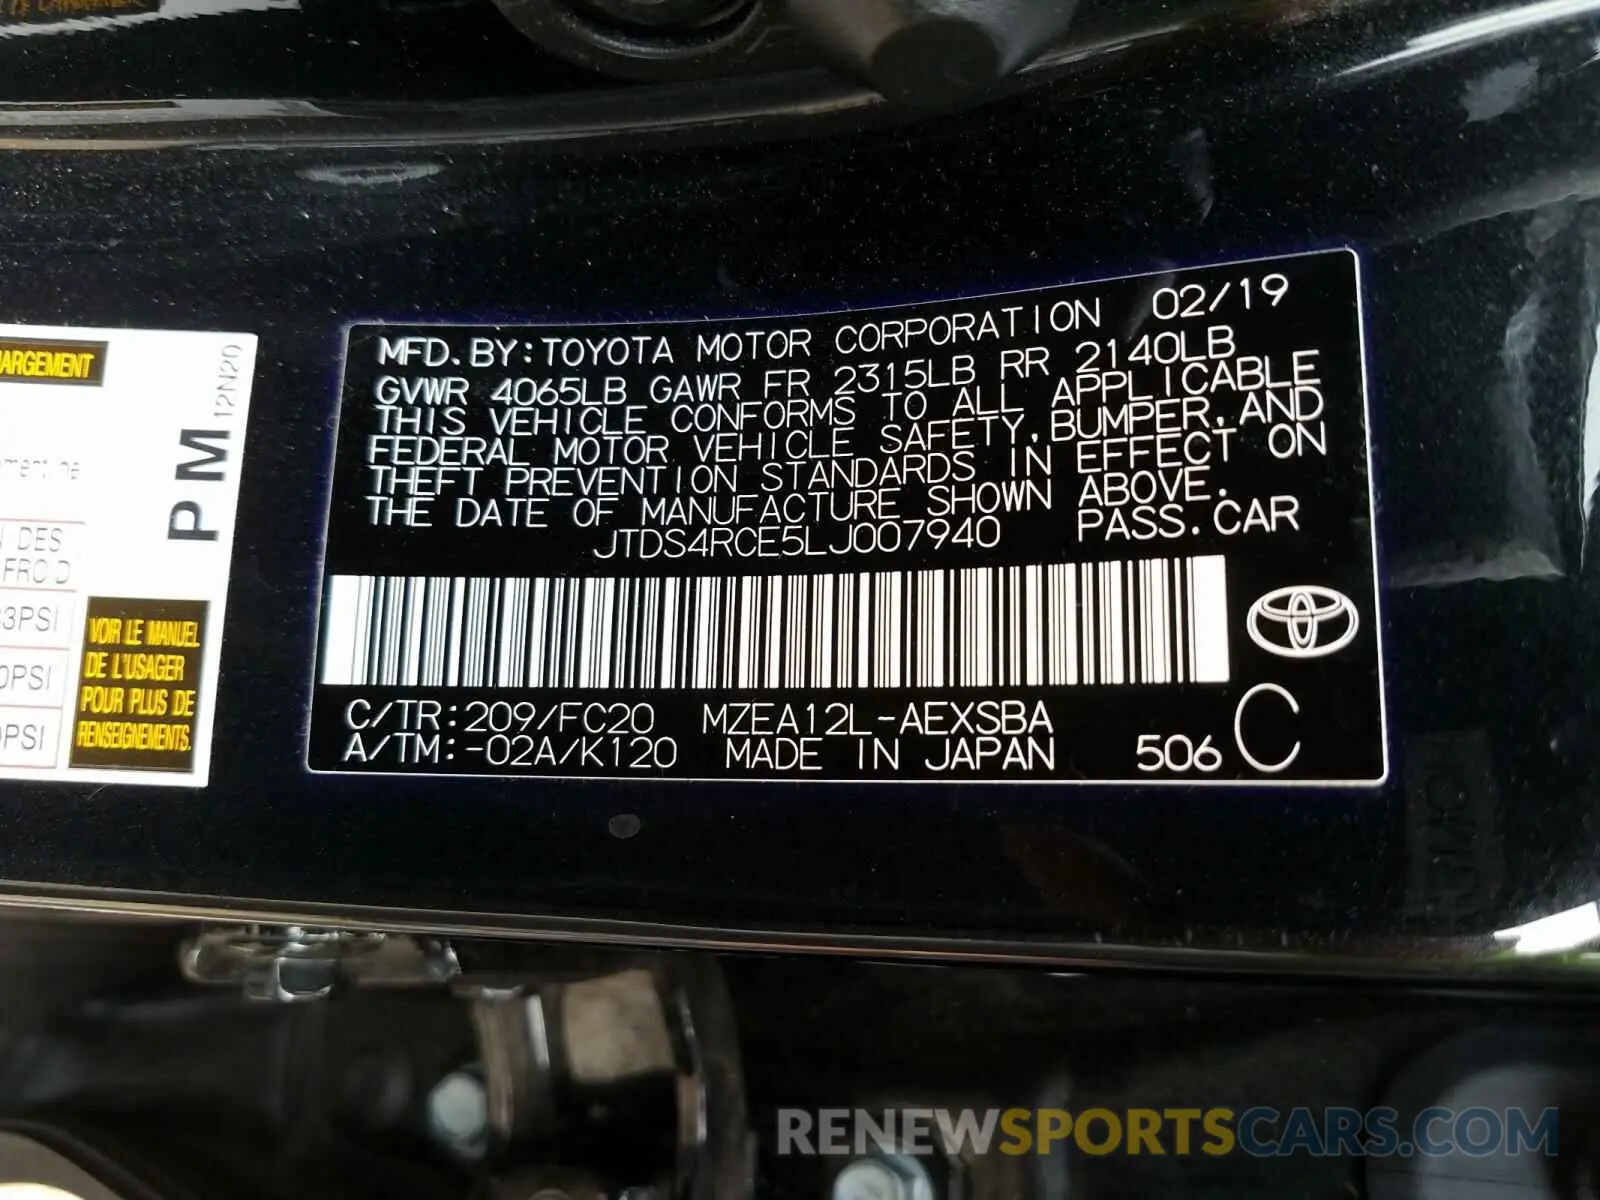 ARGEMENT
PM
12N20
DES
FROID
3PSI
0PSI
PSI
VOIR LE MANUEL
DE L'USAGER
POUR PLUS DE
RENSEIGNEMENTS.
MFD.BY:TOYOTA MOTOR CORPORATION 02/19
GVWR 4065LB GAWR FR 2315LB RR 2140LB
THIS VEHICLE CONFORMS TO ALL APPLICABLE
FEDERAL MOTOR VEHICLE SAFETY,BUMPER,AND
THEFT PREVENTION STANDARDS IN EFFECT ON
THE DATE OF MANUFACTURE SHOWN ABOVE.
JTDS4RCE5LJ007940 PASS.CAR
C/TR:209/FC20 MZEA12L-AEXSBA
A/TM:-02A/K120 MADE IN JAPAN 506 C
RENEWSPORTSCARS.COM